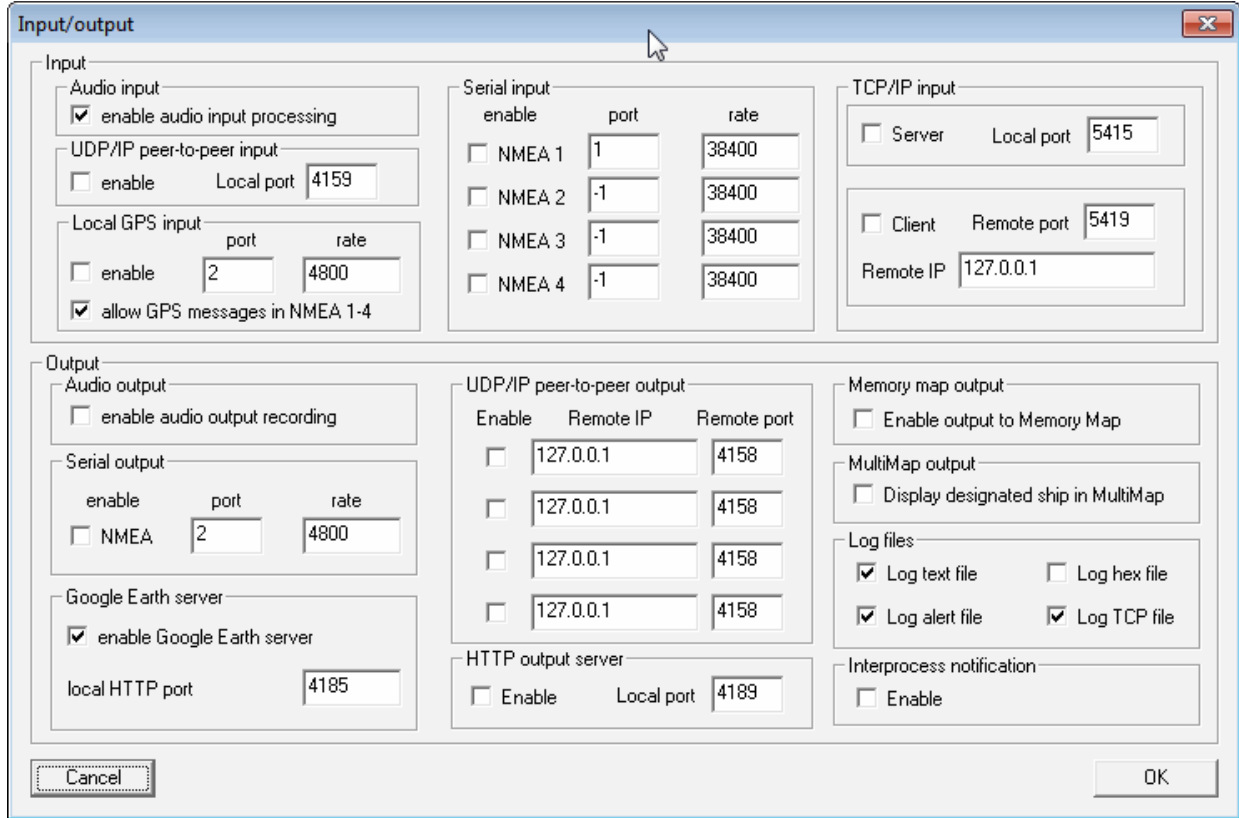 Input/output
Input
Audio input
enable audio input processing
UDP/IP peer-to-peer input
enable Local port 4159
Local GPS input
port rate
enable 2 4800
allow GPS messages in NMEA 1-4
Serial input
enable port rate
NMEA 1 1 38400
NMEA 2 -1 38400
NMEA 3 -1 38400
NMEA 4 -1 38400
TCP/IP input
Server Local port 5415
Client Remote port 5419
Remote IP 127.0.0.1
Output
Audio output
enable audio output recording
Serial output
enable port rate
NMEA 2 4800
Google Earth server
enable Google Earth server
local HTTP port 4185
UDP/IP peer-to-peer output
Enable Remote IP Remote port
127.0.0.1 4158
127.0.0.1 4158
127.0.0.1 4158
127.0.0.1 4158
HTTP output server
Enable Local port 4189
Memory map output
Enable output to Memory Map
MultiMap output
Display designated ship in MultiMap
Log files
Log text file Log hex file
Log alert file Log TCP file
Interprocess notification
Enable
Cancel OK